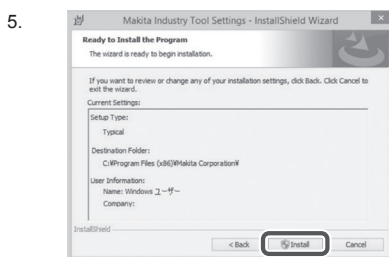 5.
Makita Industry Tool Settings - InstallShield Wizard
Ready to Install the Program
The wizard is ready to begin installation.
If you want to review or change any of your installation settings, click Back. Click Cancel to
exit the wizard.
Current Settings:
Setup Type:
Typical
Destination Folder:
C:¥Program Files (x86)¥Makita Corporation¥
User Information:
Name: Windows ユーザー
Company:
InstallShield
< Back Install Cancel